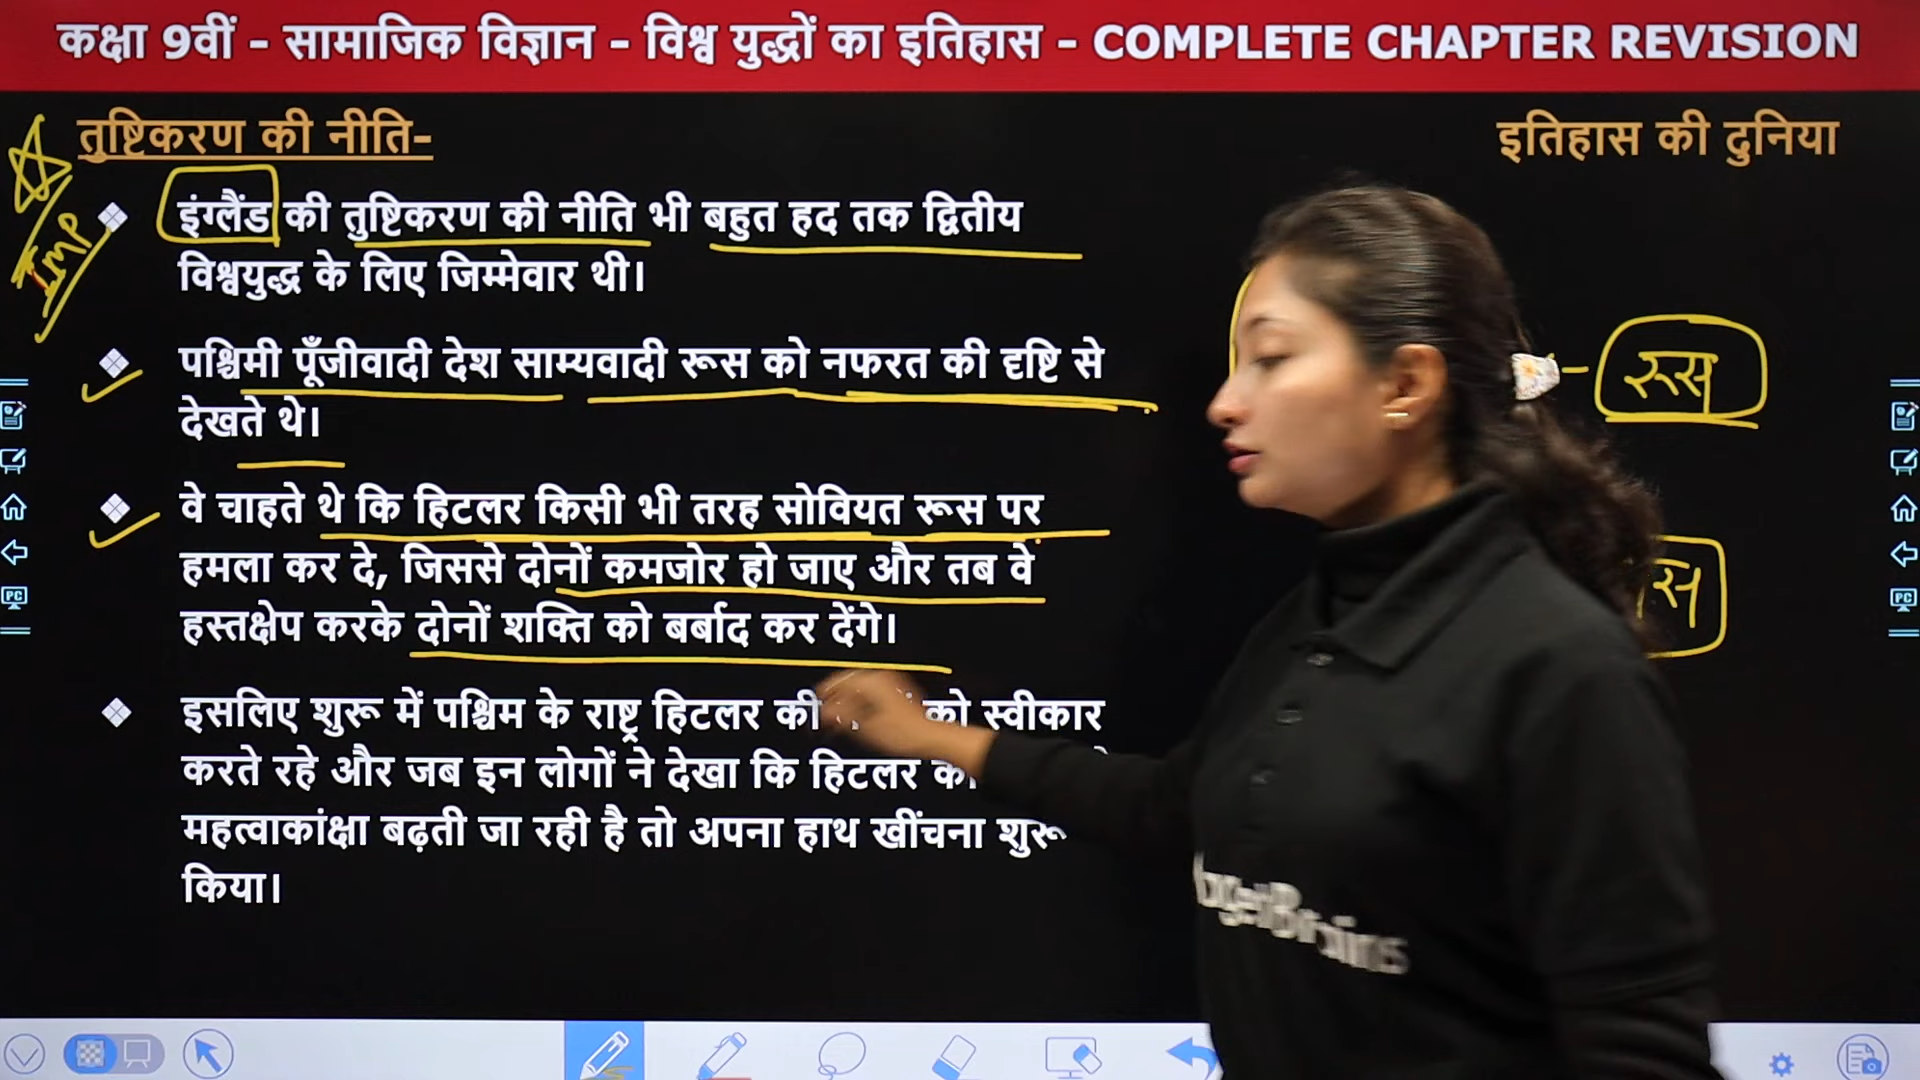 कक्षा 9वीं - सामाजिक विज्ञान - विश्व युद्धों का इतिहास - COMPLETE CHAPTER REVISION
तुष्टिकरण की नीति-
इतिहास की दुनिया
IMP
इंग्लैंड की तुष्टिकरण की नीति भी बहुत हद तक द्वितीय
विश्वयुद्ध के लिए जिम्मेवार थी।
पश्चिमी पूँजीवादी देश साम्यवादी रूस को नफरत की दृष्टि से
देखते थे।
- रूस
वे चाहते थे कि हिटलर किसी भी तरह सोवियत रूस पर
हमला कर दे, जिससे दोनों कमजोर हो जाए और तब वे
हस्तक्षेप करके दोनों शक्ति को बर्बाद कर देंगे।
इसलिए शुरू में पश्चिम के राष्ट्र हिटलर की को स्वीकार
करते रहे और जब इन लोगों ने देखा कि हिटलर
महत्वाकांक्षा बढ़ती जा रही है तो अपना हाथ खींचना शुरू
किया।
PC
PC